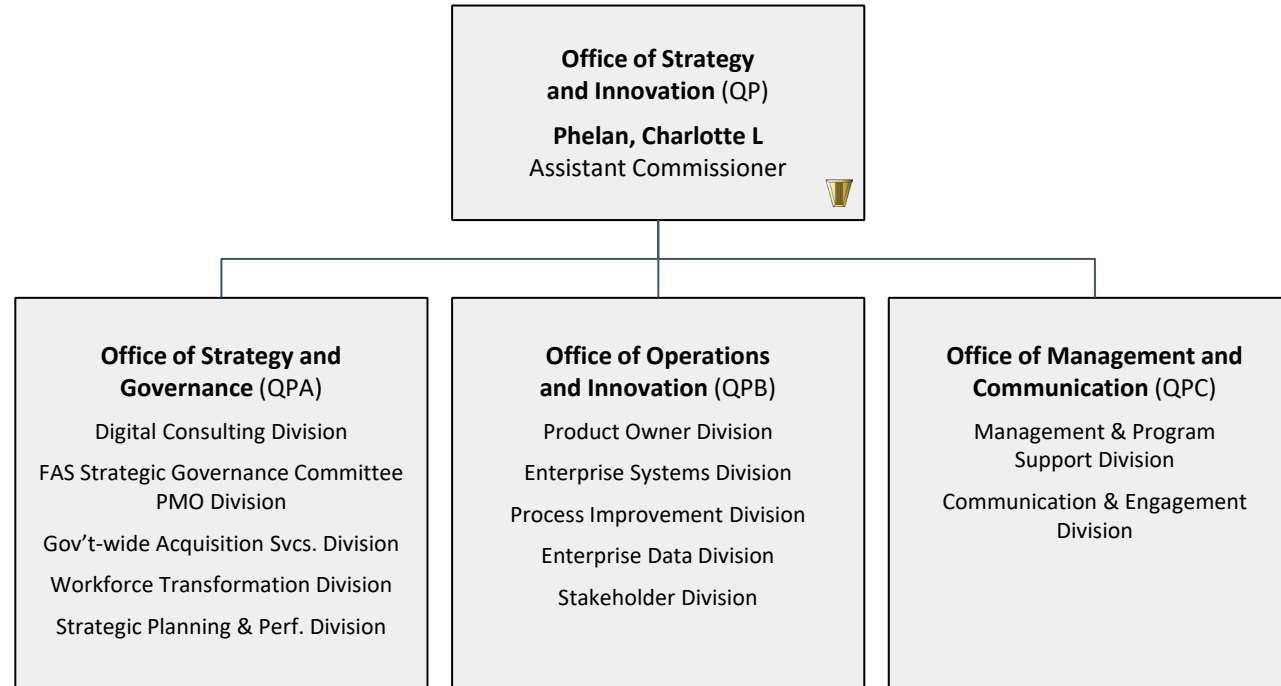 Office of Strategy
and Innovation (QP)
Phelan, Charlotte L
Assistant Commissioner
Office of Strategy and
Governance (QPA)
Digital Consulting Division
FAS Strategic Governance Committee
PMO Division
Gov’t-wide Acquisition Svcs. Division
Workforce Transformation Division
Strategic Planning & Perf. Division
Office of Operations
and Innovation (QPB)
Product Owner Division
Enterprise Systems Division
Process Improvement Division
Enterprise Data Division
Stakeholder Division
Office of Management and
Communication (QPC)
Management & Program
Support Division
Communication & Engagement
Division